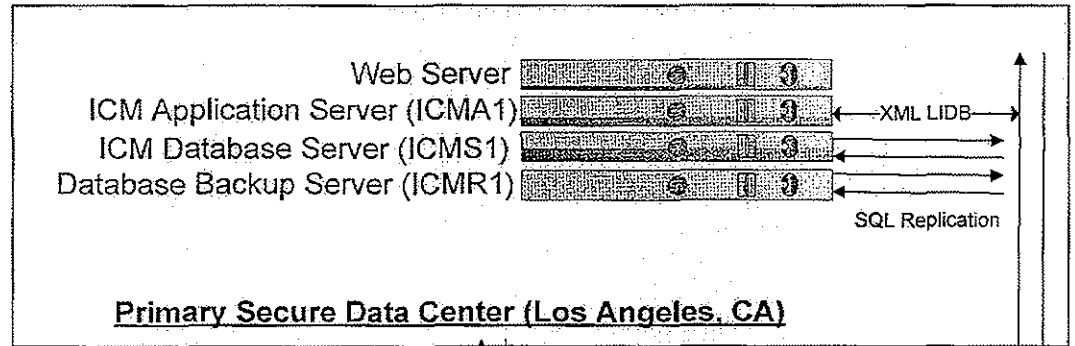 Web Server
ICM Application Server (ICMA1)
XML LIDB
ICM Database Server (ICMS1)
Database Backup Server (ICMR1)
SQL Replication
Primary Secure Data Center (Los Angeles, CA)